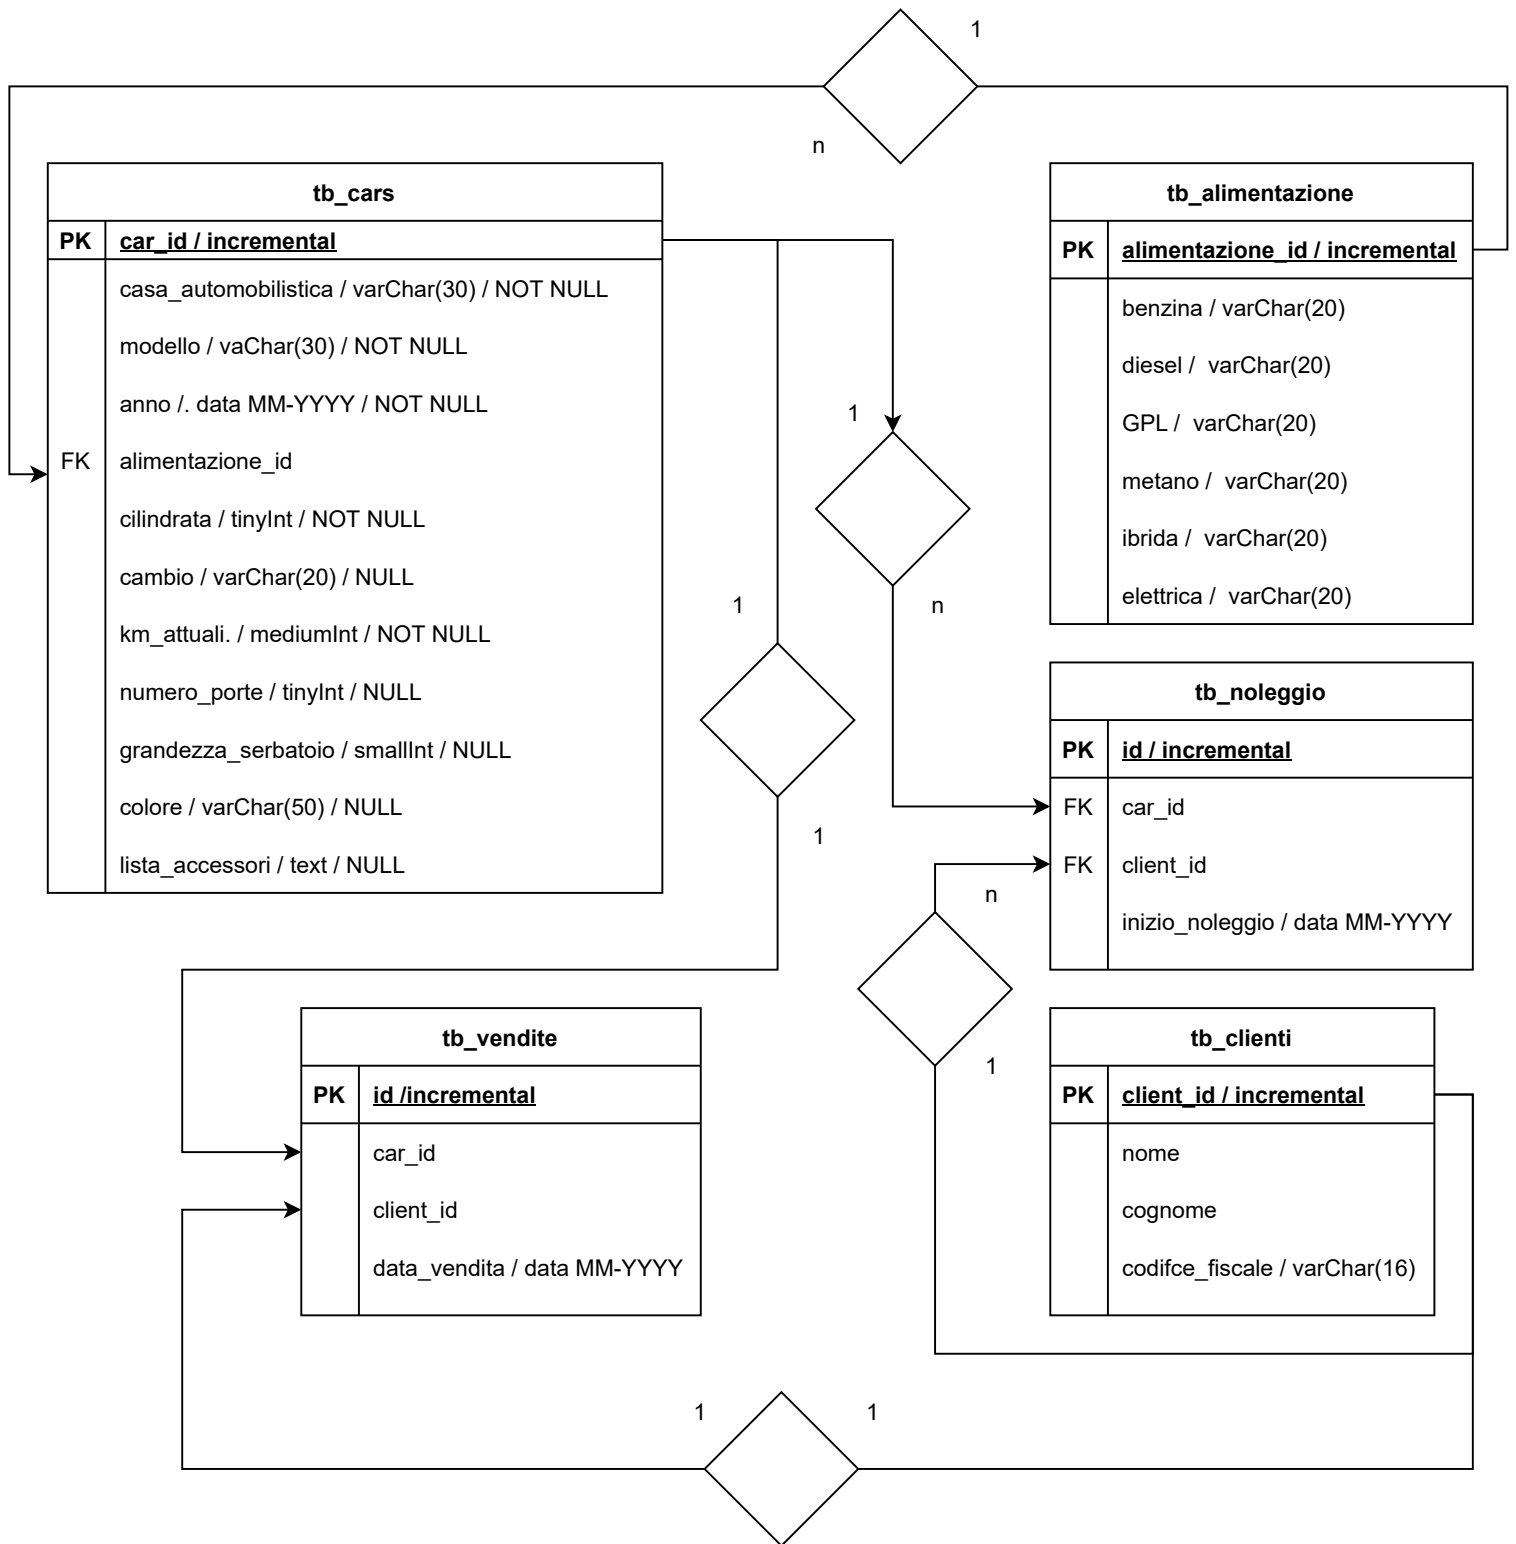 1
n
tb_cars
PK car_id / incremental
casa_automobilistica / varChar(30) / NOT NULL
modello / vaChar(30) / NOT NULL
anno /. data MM-YYYY / NOT NULL
FK alimentazione_id
cilindrata / tinyInt / NOT NULL
cambio / varChar(20) / NULL
km_attuali. / mediumInt / NOT NULL
numero_porte / tinyInt / NULL
grandezza_serbatoio / smallInt / NULL
colore / varChar(50) / NULL
lista_accessori / text / NULL
tb_alimentazione
PK alimentazione_id / incremental
benzina / varChar(20)
diesel / varChar(20)
GPL / varChar(20)
metano / varChar(20)
ibrida / varChar(20)
elettrica / varChar(20)
1
n
1
1
tb_noleggio
PK id / incremental
FK car_id
FK client_id
inizio_noleggio / data MM-YYYY
n
1
tb_vendite
PK id /incremental
car_id
client_id
data_vendita / data MM-YYYY
tb_clienti
PK client_id / incremental
nome
cognome
codifce_fiscale / varChar(16)
1
1